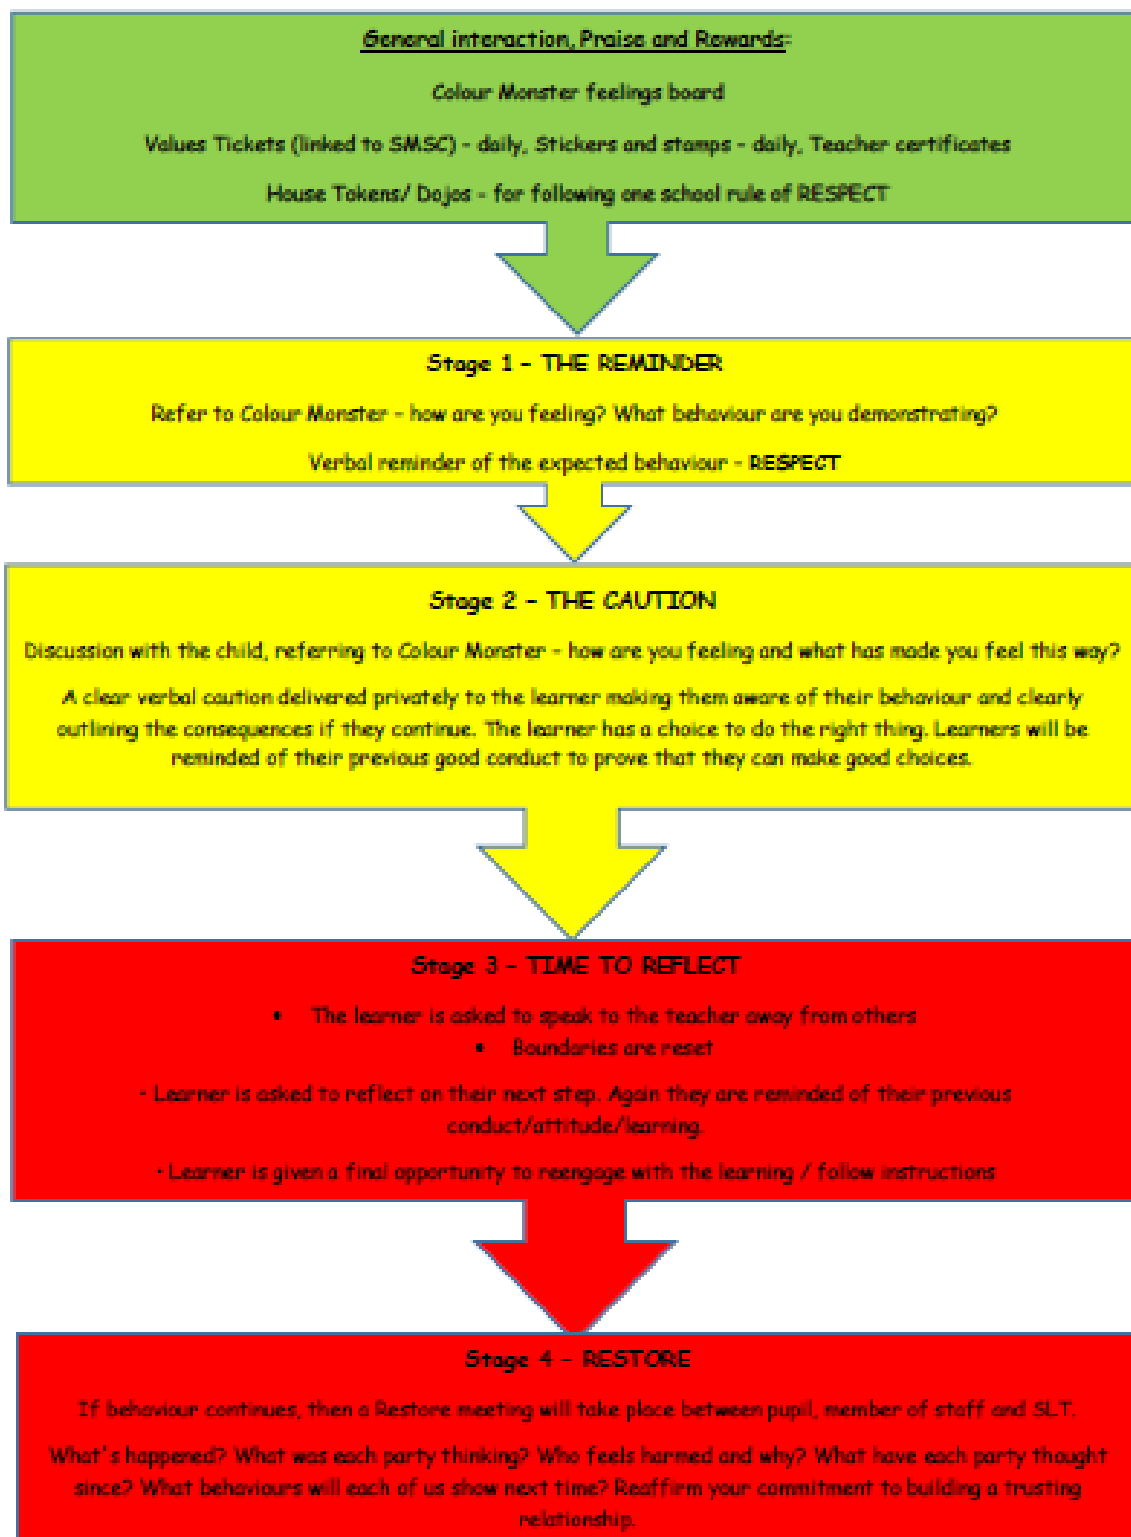 General interaction, Praise and Rewards:
Colour Monster feelings board
Values Tickets (linked to SMSC) – daily, Stickers and stamps – daily, Teacher certificates
House Tokens/ Dojos – for following one school rule of RESPECT
Stage 1 – THE REMINDER
Refer to Colour Monster – how are you feeling? What behaviour are you demonstrating?
Verbal reminder of the expected behaviour – RESPECT
Stage 2 – THE CAUTION
Discussion with the child, referring to Colour Monster – how are you feeling and what has made you feel this way?
A clear verbal caution delivered privately to the learner making them aware of their behaviour and clearly
outlining the consequences if they continue. The learner has a choice to do the right thing. Learners will be
reminded of their previous good conduct to prove that they can make good choices.
Stage 3 – TIME TO REFLECT
• The learner is asked to speak to the teacher away from others
• Boundaries are reset
• Learner is asked to reflect on their next step. Again they are reminded of their previous
conduct/attitude/learning.
• Learner is given a final opportunity to reengage with the learning / follow instructions
Stage 4 – RESTORE
If behaviour continues, then a Restore meeting will take place between pupil, member of staff and SLT.
What's happened? What was each party thinking? Who feels harmed and why? What have each party thought
since? What behaviours will each of us show next time? Reaffirm your commitment to building a trusting
relationship.